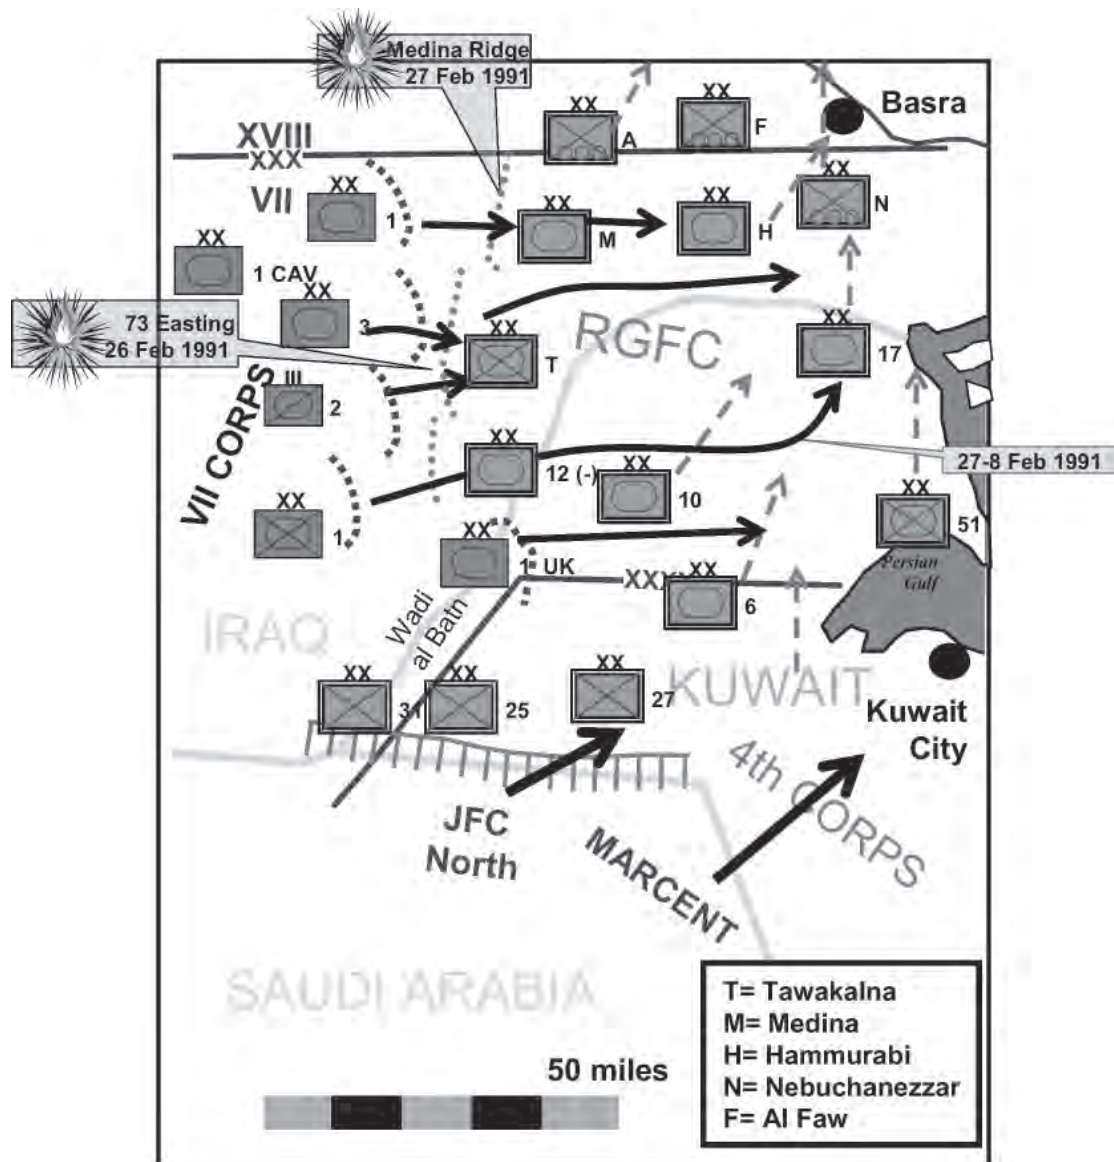 Medina Ridge
27 Feb 1991
Basra
XX
A
XX
F
XVIII
XXX
VII
XX
1
XX
M
XX
H
XX
N
XX
1 CAV
XX
3
73 Easting
26 Feb 1991
XX
T
RGFC
XX
17
VII CORPS
III
2
XX
12 (-)
XX
10
27-8 Feb 1991
XX
51
XX
1
XX
1 UK
Persian
Gulf
XX
6
IRAQ
Wadi
al Batn
XX
31
XX
25
XX
27
KUWAIT
Kuwait
City
4th CORPS
JFC
North
MARCENT
SAUDI ARABIA
50 miles
T= Tawakalna
M= Medina
H= Hammurabi
N= Nebuchanezzar
F= Al Faw